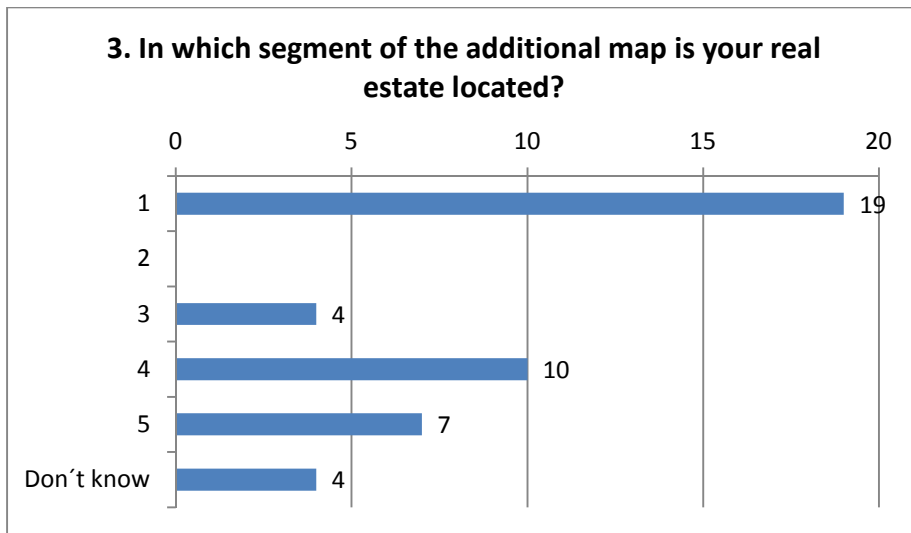 3. In which segment of the additional map is your real
estate located?
0 5 10 15 20
1 19
2
3 4
4 10
5 7
Don´t know 4